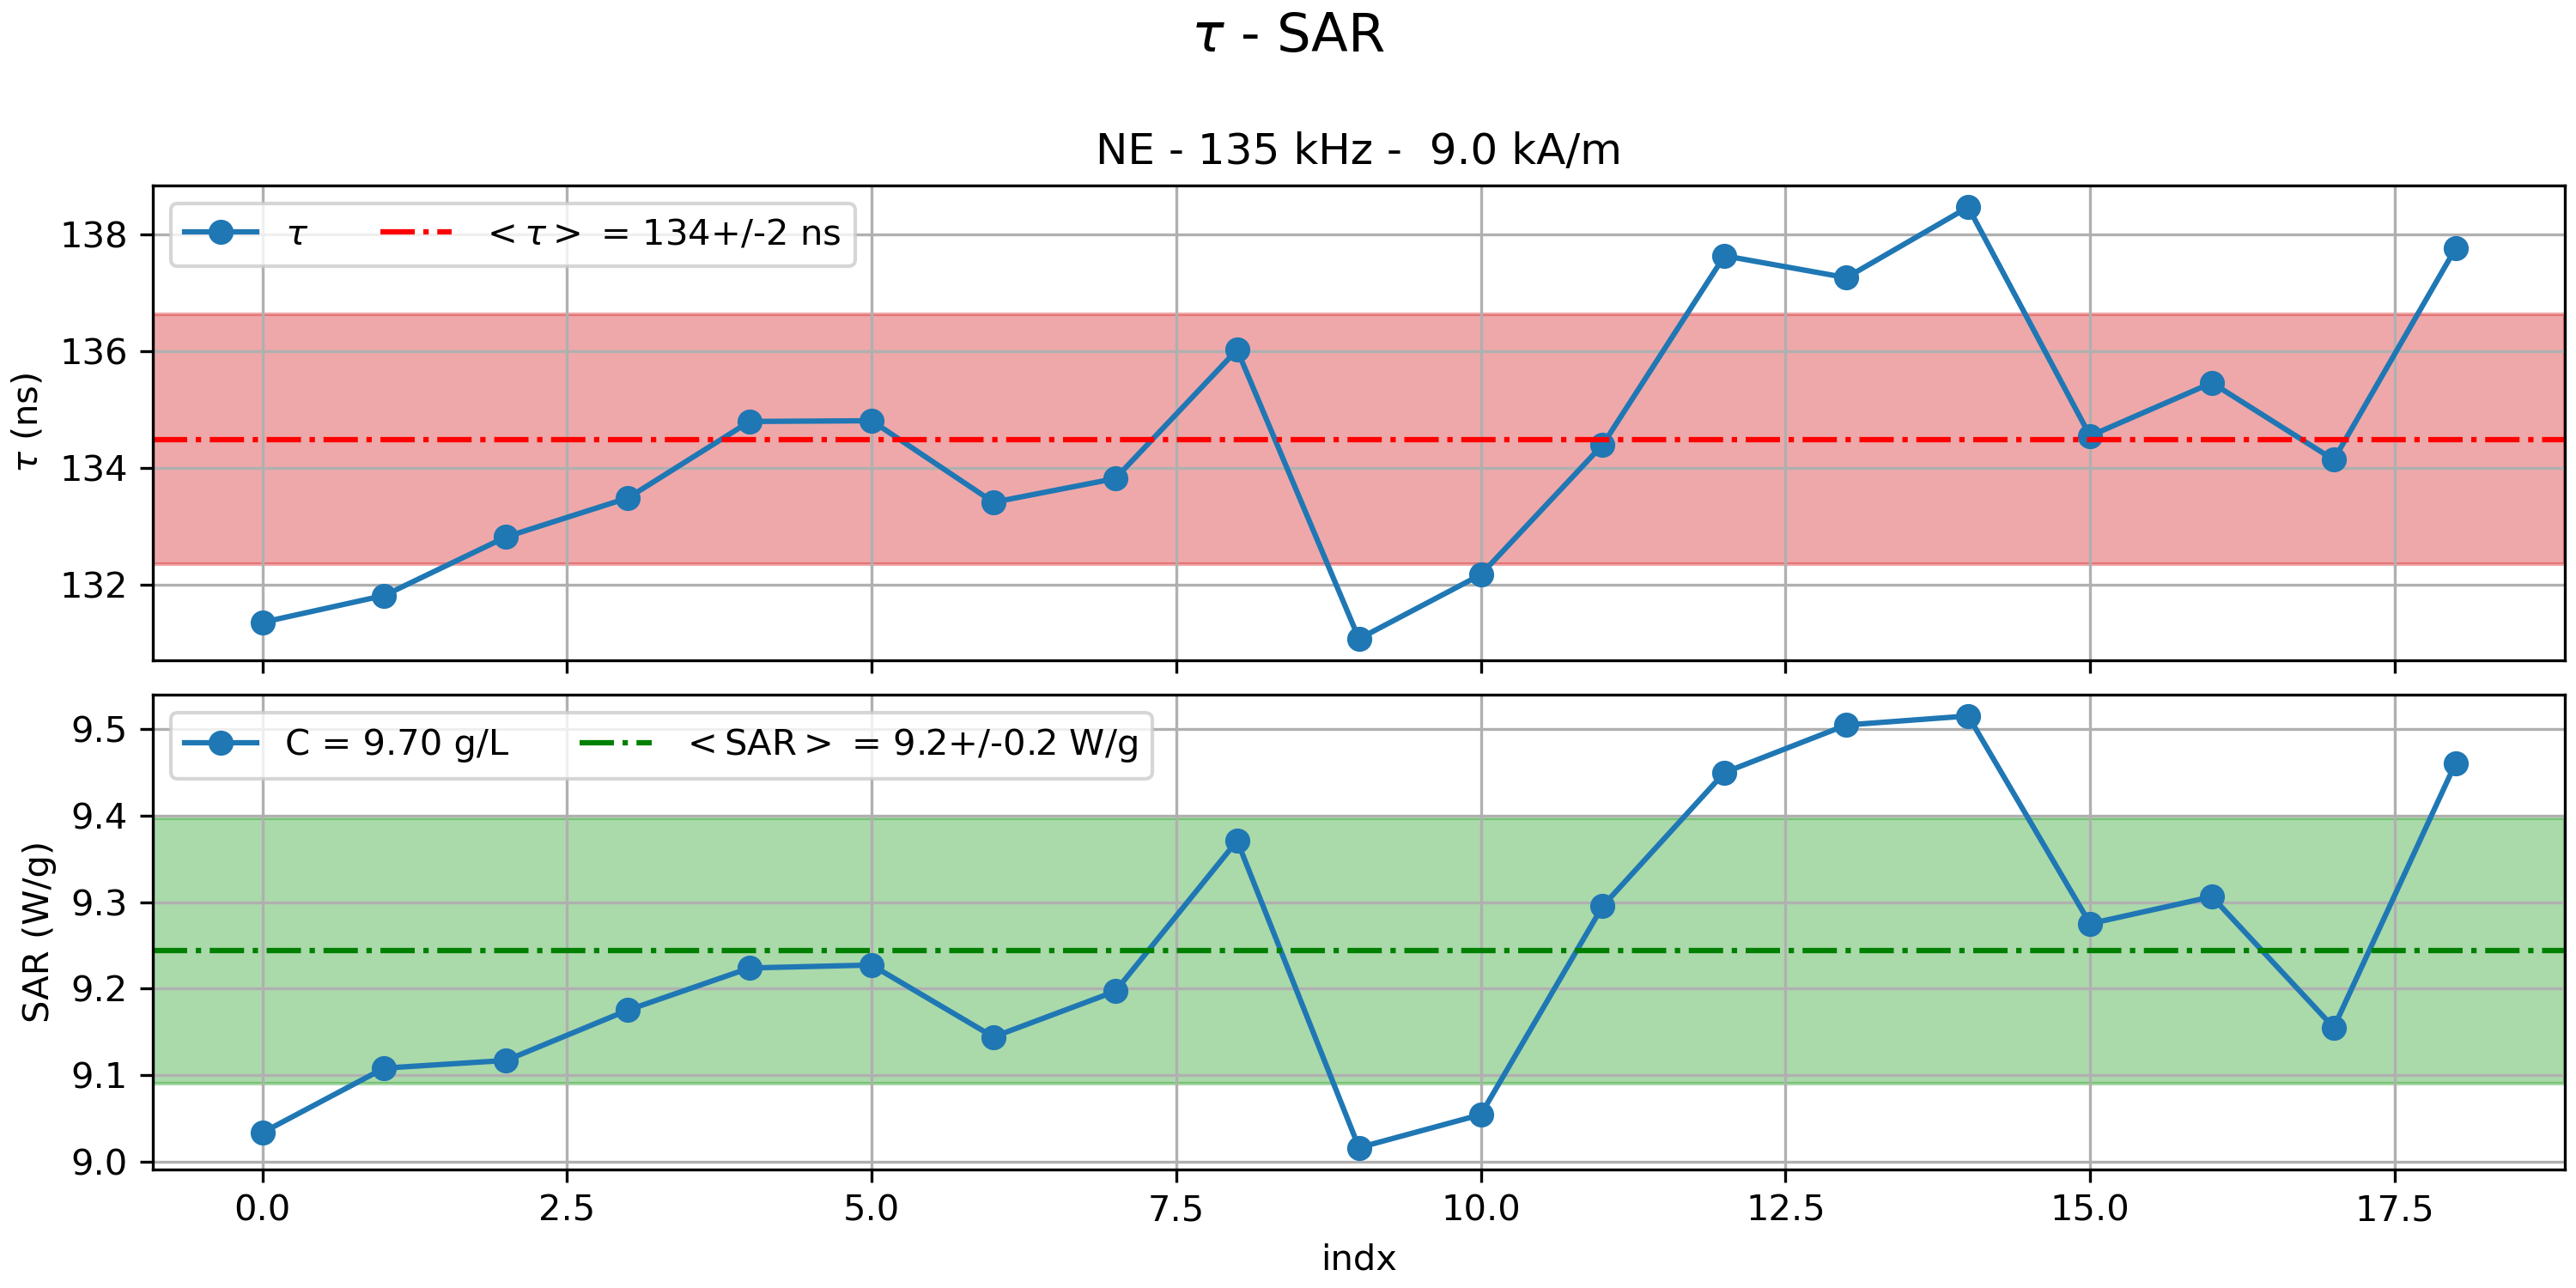 τ - SAR
NE - 135 kHz -  9.0 kA/m
τ
<τ> = 134+/-2 ns
138
136
134
132
τ (ns)
C = 9.70 g/L
<SAR> = 9.2+/-0.2 W/g
9.5
9.4
9.3
9.2
9.1
9.0
SAR (W/g)
0.0 2.5 5.0 7.5 10.0 12.5 15.0 17.5
indx